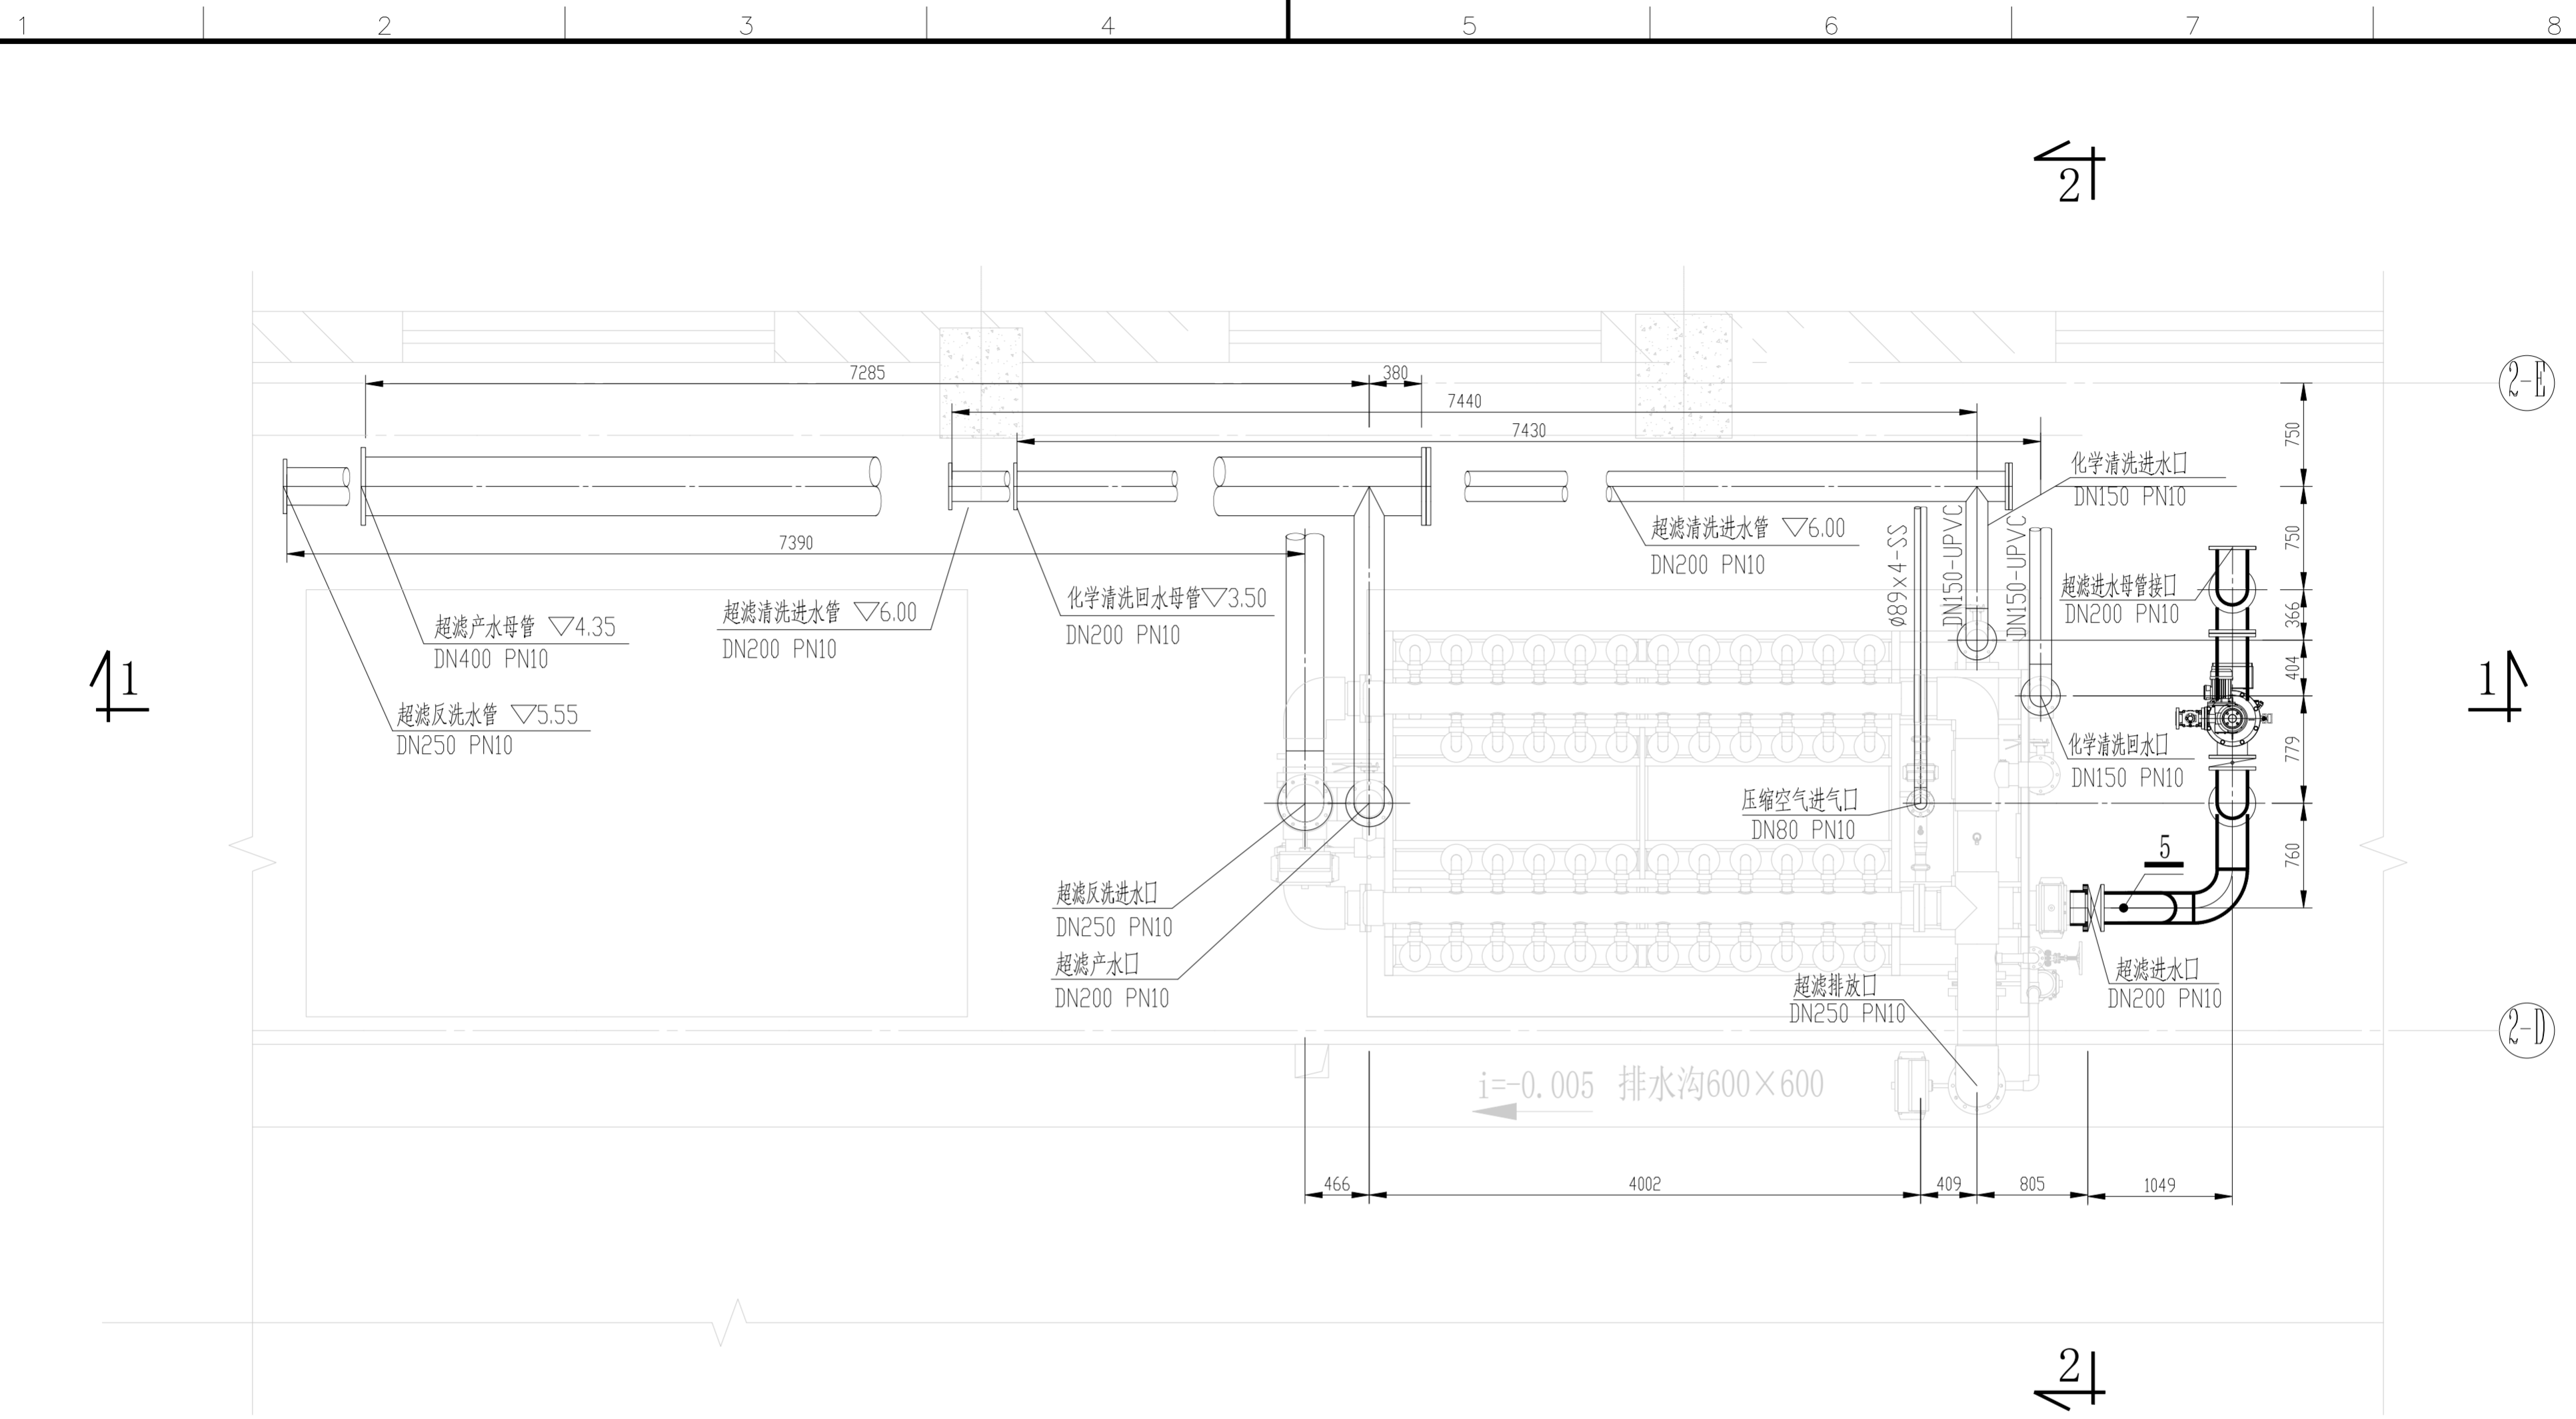 1 2 3 4 5 6 7 8
2
2-E
7285 380
7440
7430
7390
750
750
366
404
779
760
化学清洗进水口
DN150 PN10
超滤清洗进水管 ▽6.00
DN200 PN10
Ø89x4-SS
DN150-UPVC
DN150-UPVC
超滤进水母管接口
DN200 PN10
超滤产水母管 ▽4.35
DN400 PN10
超滤清洗进水管 ▽6.00
DN200 PN10
化学清洗回水母管▽3.50
DN200 PN10
1
1
超滤反洗水管 ▽5.55
DN250 PN10
化学清洗回水口
DN150 PN10
压缩空气进气口
DN80 PN10
5
超滤反洗进水口
DN250 PN10
超滤产水口
DN200 PN10
超滤进水口
DN200 PN10
超滤排放口
DN250 PN10
2-D
i=-0.005 排水沟600×600
466 4002 409 805 1049
2